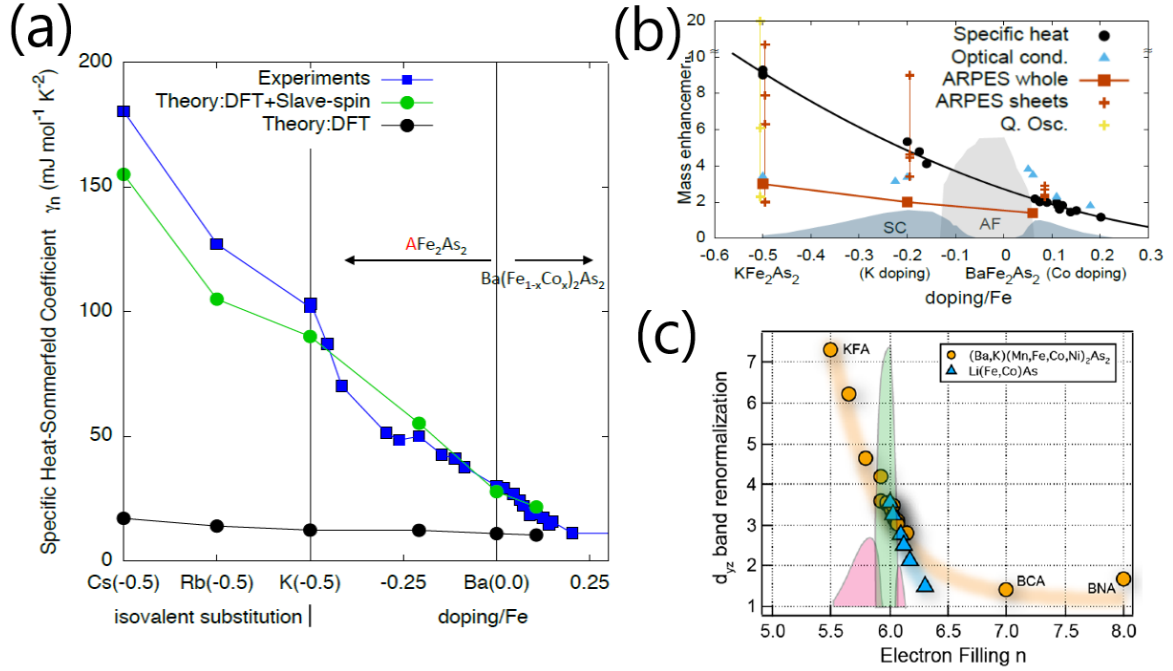 (a)
Specific Heat-Sommerfeld Coefficient γn (mJ mol⁻¹ K⁻²)
200
150
100
50
0
Experiments
Theory:DFT+Slave-spin
Theory:DFT
AFe₂As₂
Ba(Fe₁₋ₓCoₓ)₂As₂
Cs(-0.5) Rb(-0.5) K(-0.5) -0.25 Ba(0.0) 0.25
isovalent substitution | doping/Fe
(b)
Mass enhancement
20
10
8
6
4
2
0
Specific heat
Optical cond.
ARPES whole
ARPES sheets
Q. Osc.
SC
AF
-0.6 -0.5 -0.4 -0.3 -0.2 -0.1 0 0.1 0.2 0.3
KFe₂As₂ (K doping) BaFe₂As₂ (Co doping)
doping/Fe
(c)
dyz band renormalization
7
6
5
4
3
2
1
KFA
(Ba,K)(Mn,Fe,Co,Ni)₂As₂
Li(Fe,Co)As
BCA
BNA
5.0 5.5 6.0 6.5 7.0 7.5 8.0
Electron Filling n